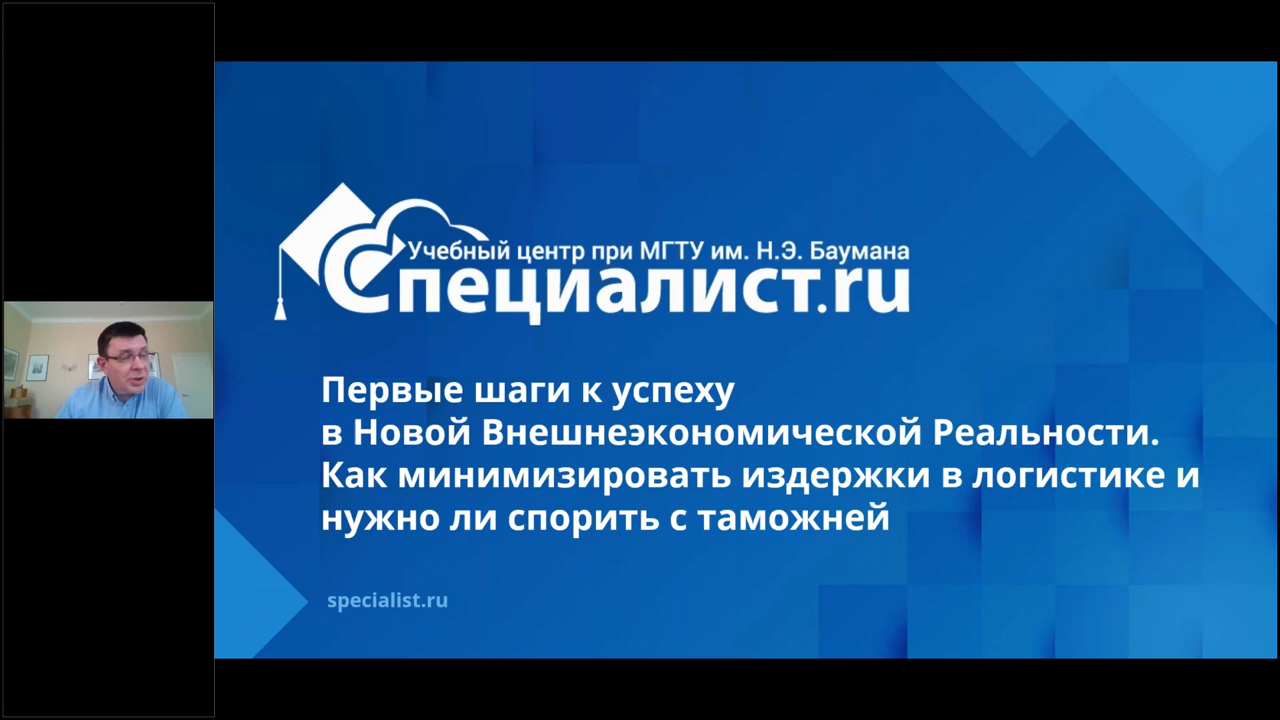 Учебный центр при МГТУ им. Н.Э. Баумана
Специалист.ru
Первые шаги к успеху
в Новой Внешнеэкономической Реальности.
Как минимизировать издержки в логистике и
нужно ли спорить с таможней
specialist.ru